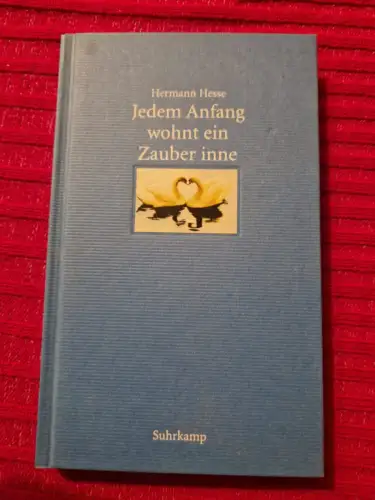 Hermann Hesse
Jedem Anfang
wohnt ein
Zauber inne
Suhrkamp